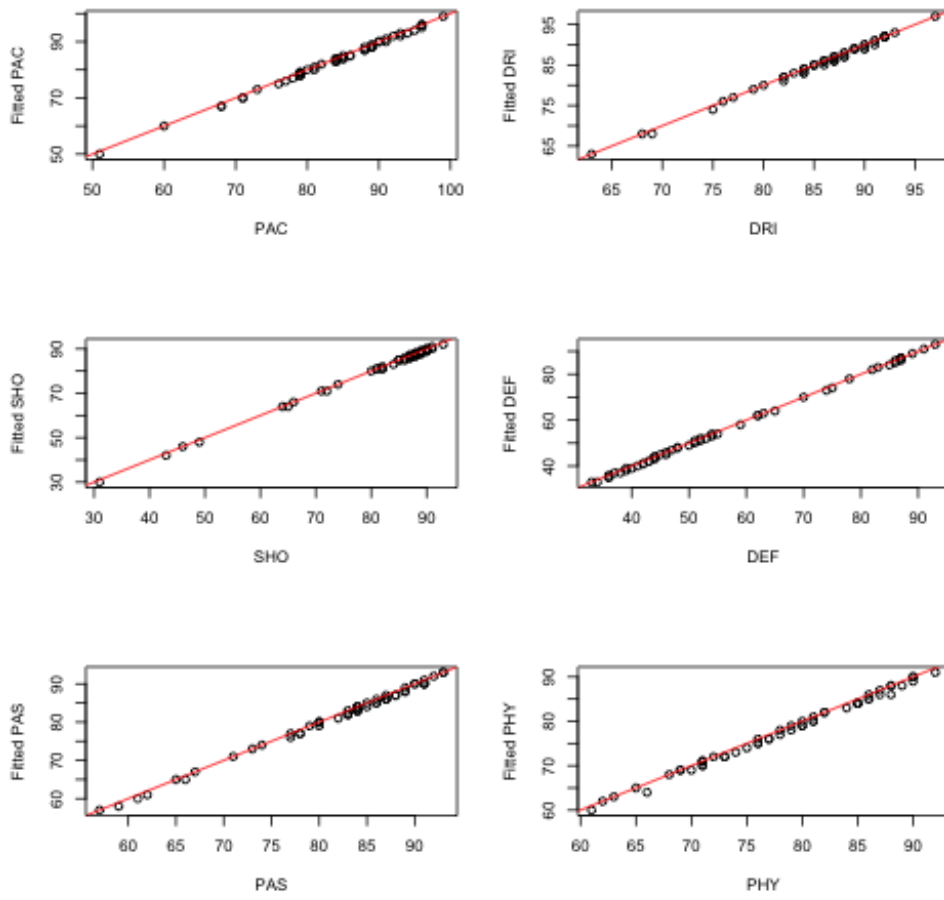 Fitted PAC
50 70 90
50 60 70 80 90 100
PAC
Fitted DRI
65 75 85 95
65 70 75 80 85 90 95
DRI
Fitted SHO
30 50 70 90
30 40 50 60 70 80 90
SHO
Fitted DEF
40 60 80
40 50 60 70 80 90
DEF
Fitted PAS
60 70 80 90
60 65 70 75 80 85 90
PAS
Fitted PHY
60 70 80 90
60 65 70 75 80 85 90
PHY